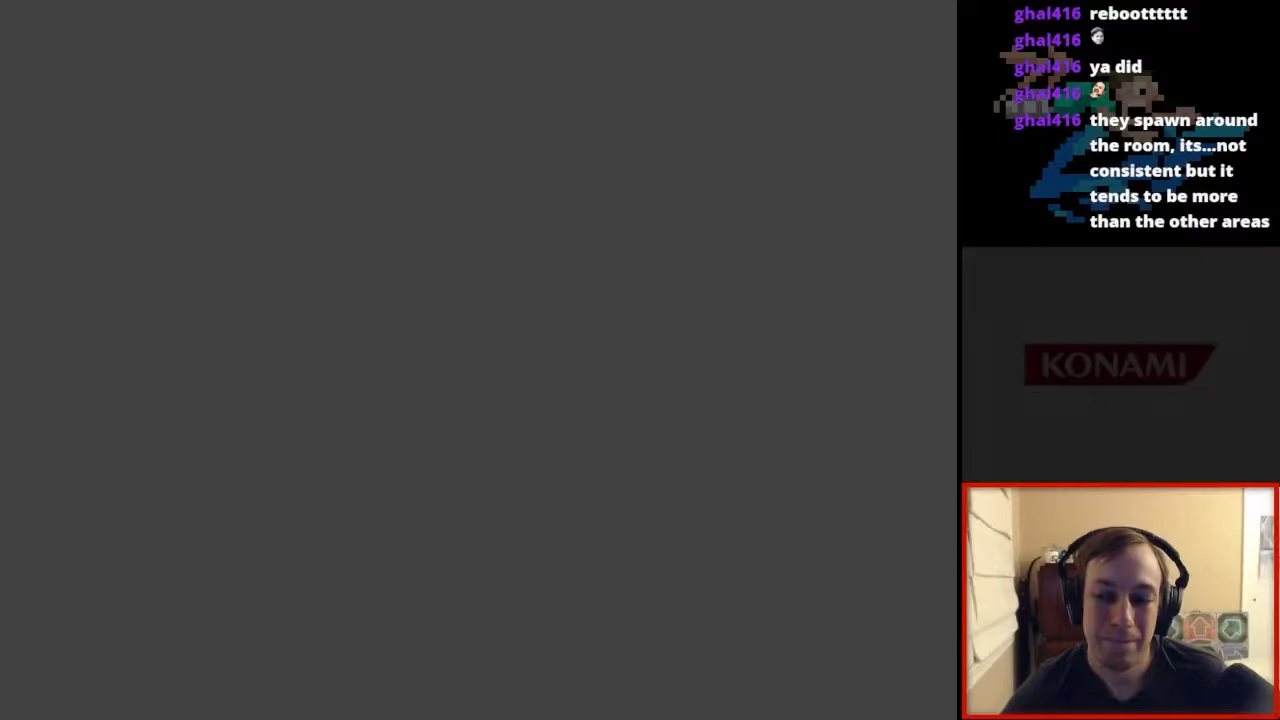 ghal416 rebootttttt
ghal416
ghal416 ya did
ghal416
ghal416 they spawn around
the room, its...not
consistent but it
tends to be more
than the other areas
KONAMI